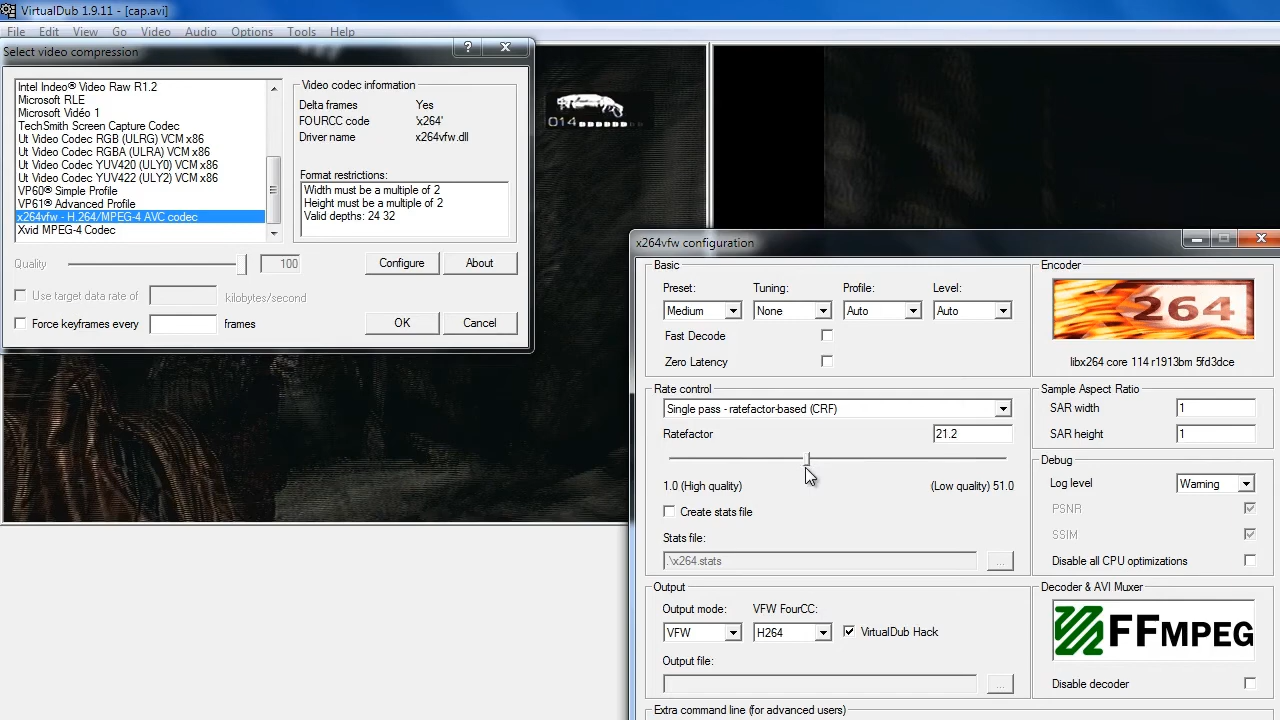 VirtualDub 1.9.11 - [cap.avi]
File Edit View Go Video Audio Options Tools Help
Select video compression
?
Intel Indeo® Video Raw R1.2
Microsoft RLE
Microsoft Vidéo 1
TechSmith Screen Capture Codec
Ut Video Codec RGB (ULRG) VCM x86
Ut Video Codec RGBA (ULRA) VCM x86
Ut Video Codec YUV420 (ULY0) VCM x86
Ut Video Codec YUV422 (ULY2) VCM x86
VP60® Simple Profile
VP61® Advanced Profile
x264vfw - H.264/MPEG-4 AVC codec
Xvid MPEG-4 Codec
Video codec information
Delta frames Yes
FOURCC code 'x264'
Driver name x264vfw.dll
Format restrictions:
Width must be a multiple of 2
Height must be a multiple of 2
Valid depths: 24 32
Quality 100
Configure About
Use target data rate of kilobytes/second
Force keyframes every frames
OK Cancel
014
x264vfw configuration
Basic
Preset: Tuning: Profile: Level:
Medium None Auto Auto
Fast Decode
Zero Latency
Rate control
Single pass - ratefactor-based (CRF)
Ratefactor 21.2
1.0 (High quality) (Low quality) 51.0
Create stats file
Stats file:
.\x264.stats
...
Output
Output mode: VFW FourCC:
VFW H264 VirtualDub Hack
Output file:
...
Extra command line (for advanced users)
Encoder
264
libx264 core 114 r1913bm 5fd3dce
Sample Aspect Ratio
SAR width 1
SAR height 1
Debug
Log level Warning
PSNR
SSIM
Disable all CPU optimizations
Decoder & AVI Muxer
FFMPEG
Disable decoder